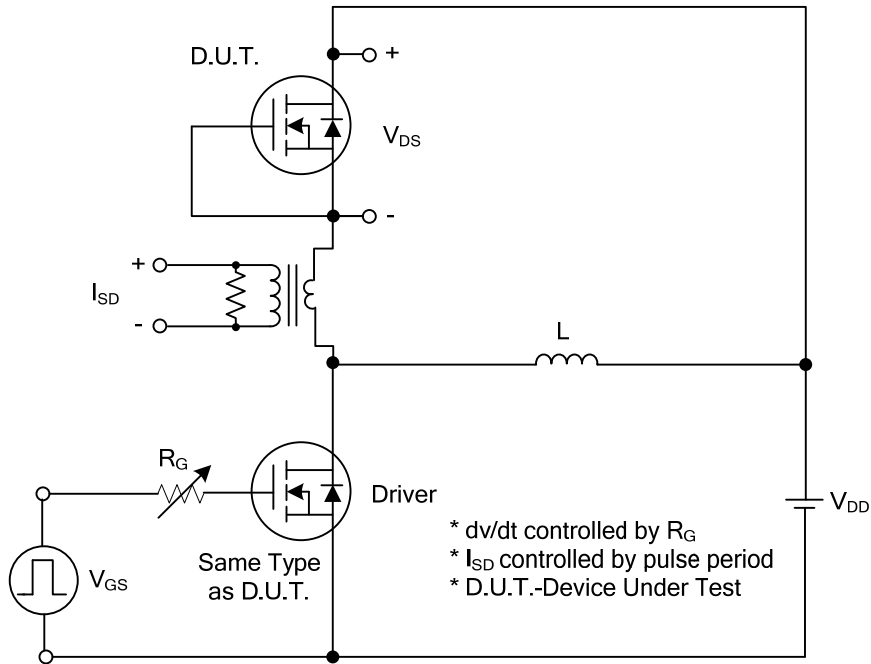 D.U.T.
+
V_DS
-
+
I_SD
-
L
R_G
Driver
V_DD
Same Type
as D.U.T.
V_GS
* dv/dt controlled by R_G
* I_SD controlled by pulse period
* D.U.T.-Device Under Test